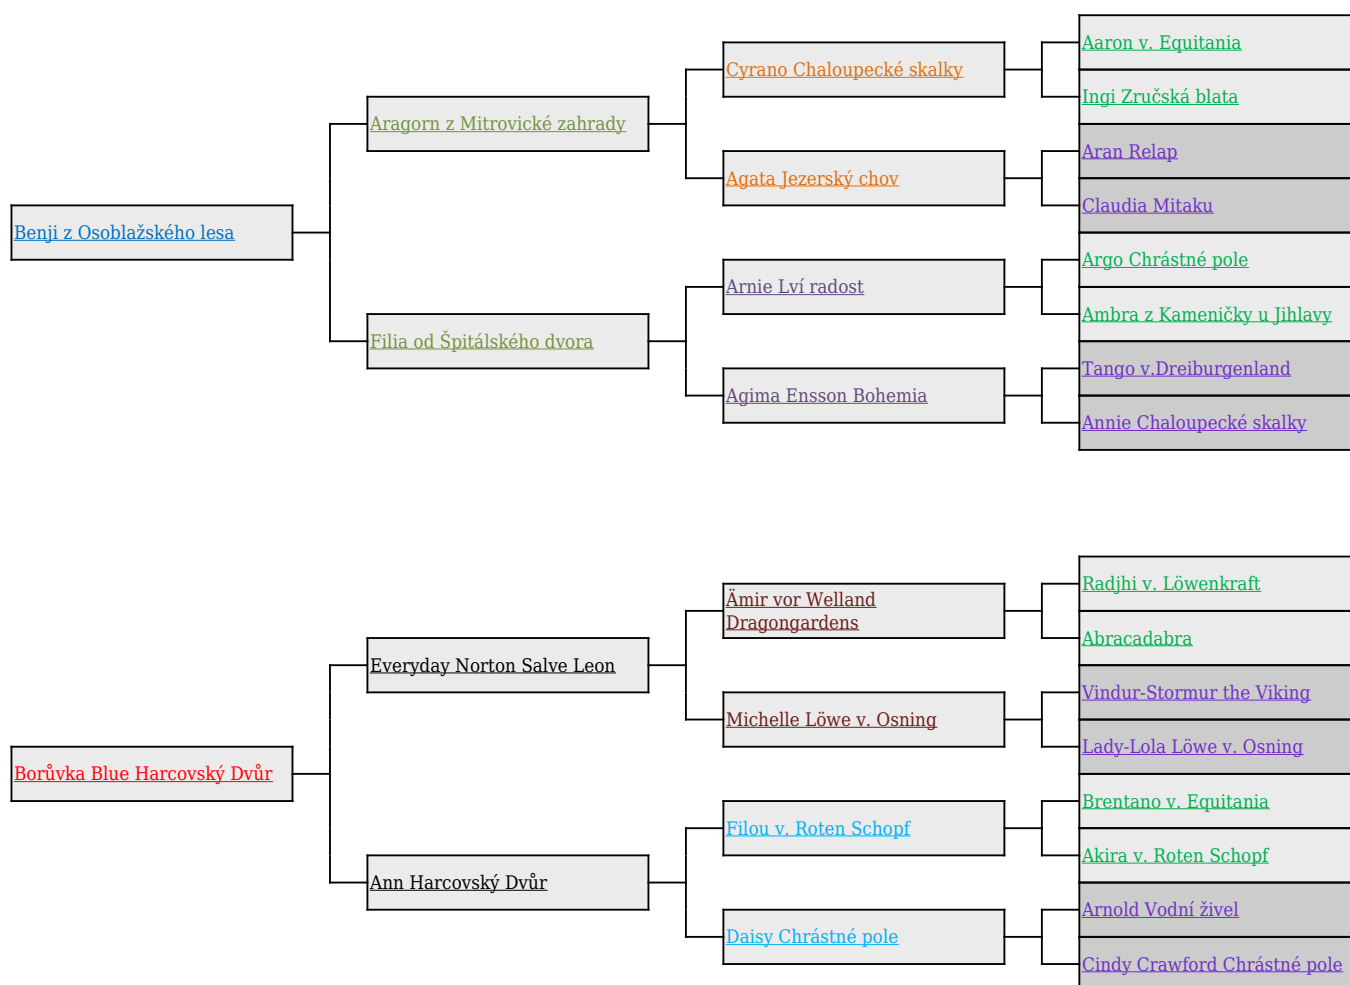 Aaron v. Equitania
Cyrano Chaloupecké skalky
Ingi Zručská blata
Aragorn z Mitrovické zahrady
Aran Relap
Agata Jezerský chov
Claudia Mitaku
Benji z Osoblažského lesa
Argo Chrástné pole
Arnie Lví radost
Ambra z Kameničky u Jihlavy
Filia od Špitálského dvora
Tango v.Dreiburgenland
Agima Ensson Bohemia
Annie Chaloupecké skalky
Radjhi v. Löwenkraft
Ämir vor Welland
Dragongardens
Abracadabra
Everyday Norton Salve Leon
Vindur-Stormur the Viking
Michelle Löwe v. Osning
Lady-Lola Löwe v. Osning
Borůvka Blue Harcovský Dvůr
Brentano v. Equitania
Filou v. Roten Schopf
Akira v. Roten Schopf
Ann Harcovský Dvůr
Arnold Vodní živel
Daisy Chrástné pole
Cindy Crawford Chrástné pole